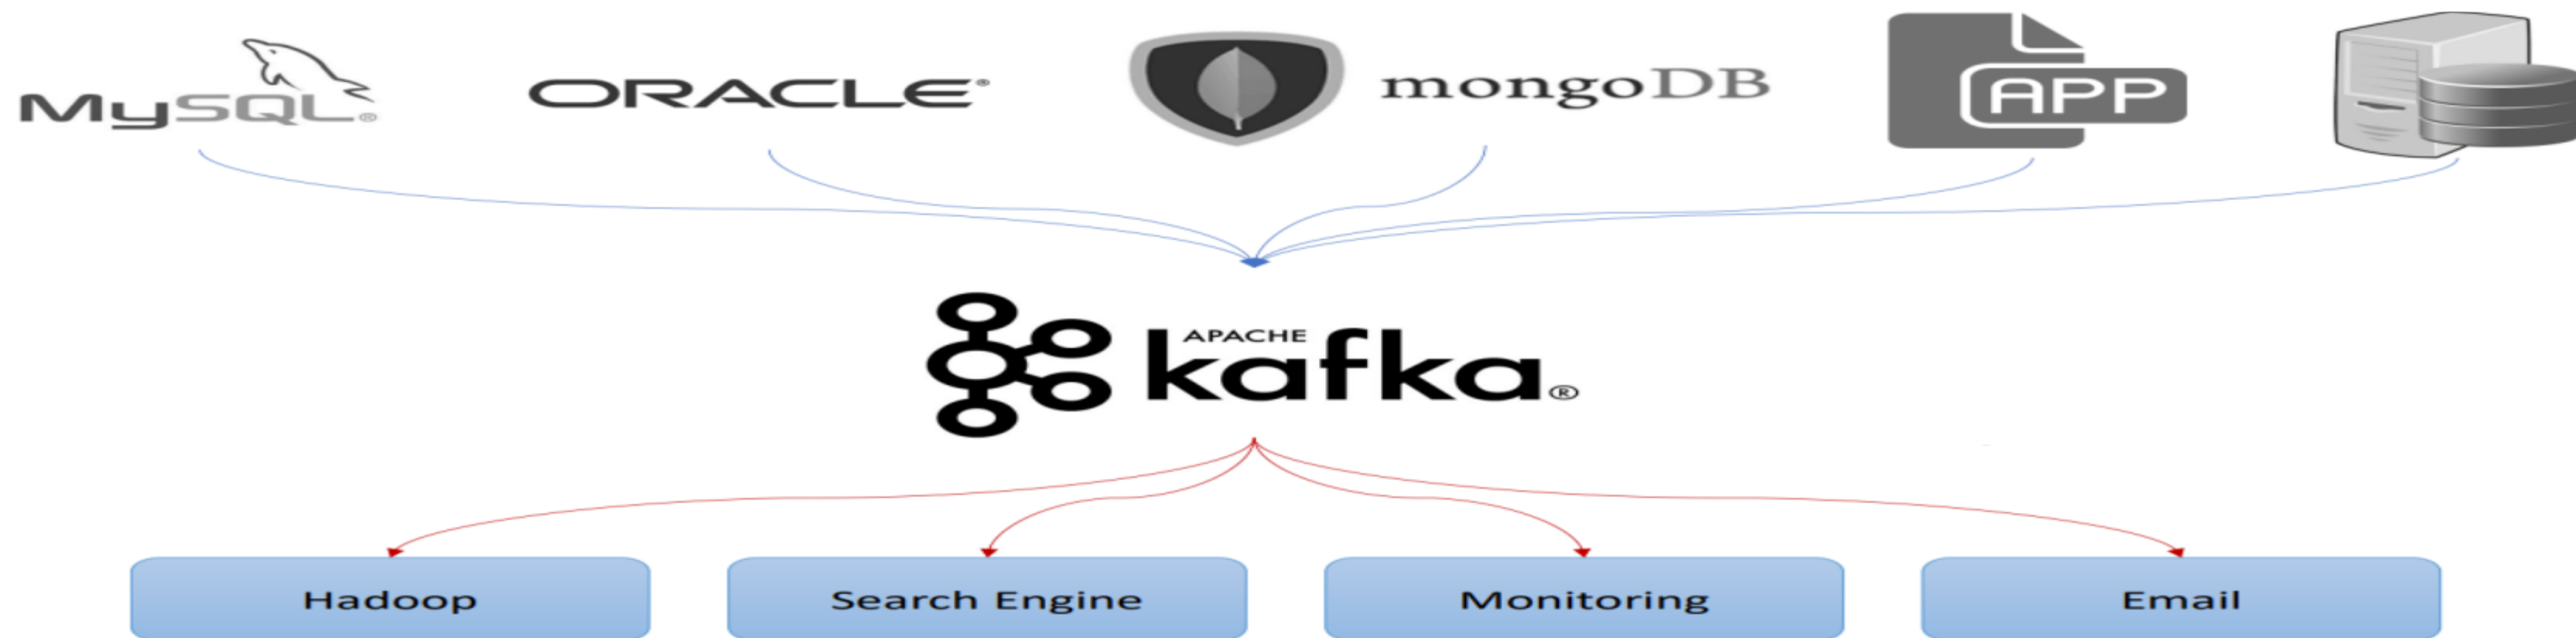 MySQL®
ORACLE®
mongoDB
APP
APACHE
kafka®
Hadoop
Search Engine
Monitoring
Email